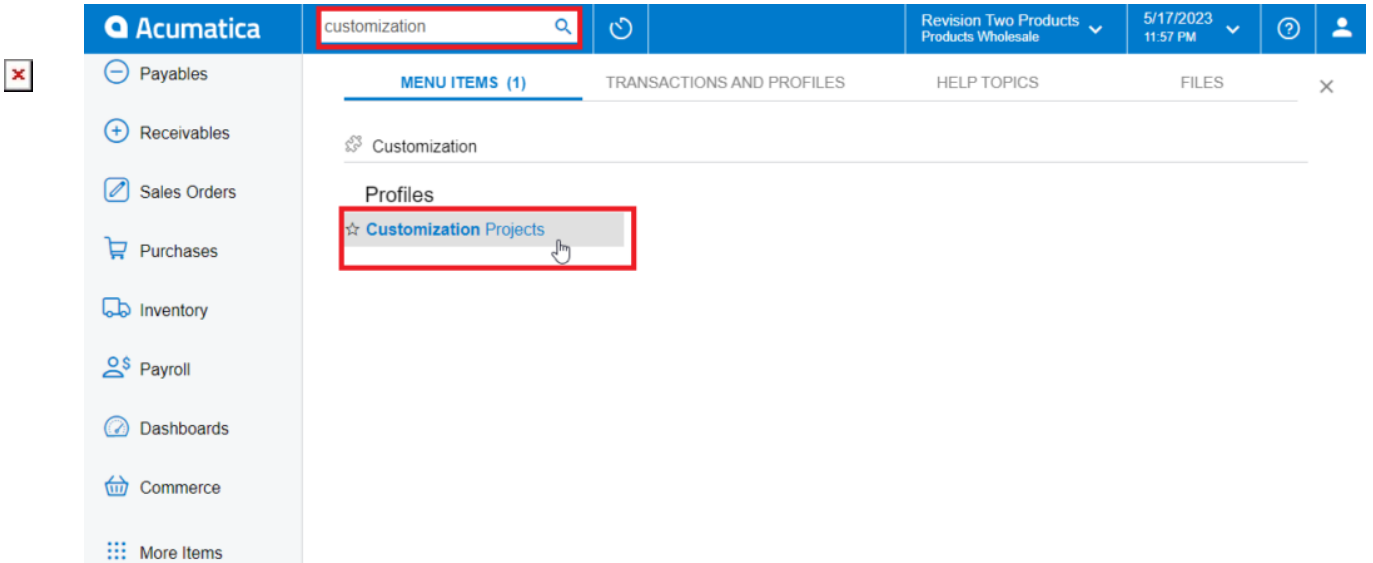 Acumatica
customization
Revision Two Products
Products Wholesale
5/17/2023
11:57 PM
Payables
Receivables
Sales Orders
Purchases
Inventory
Payroll
Dashboards
Commerce
More Items
MENU ITEMS (1)
TRANSACTIONS AND PROFILES
HELP TOPICS
FILES
Customization
Profiles
Customization Projects